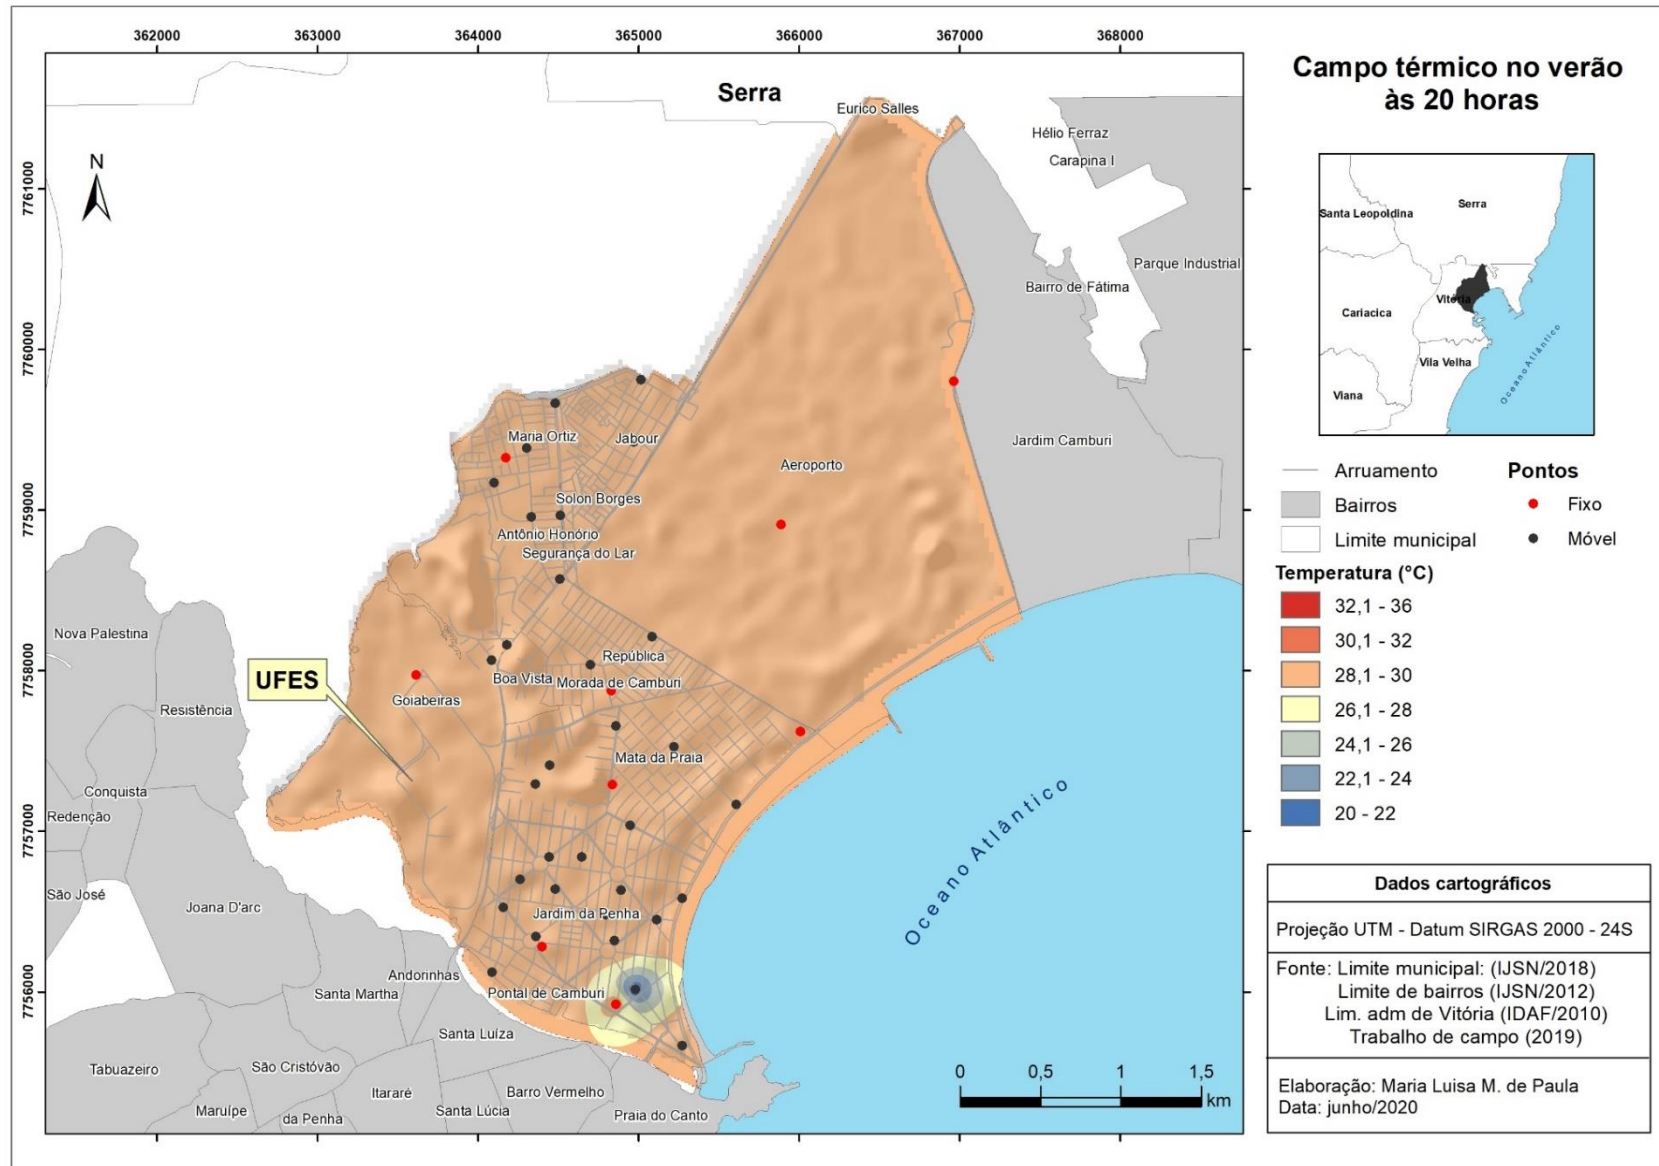 362000 363000 364000 365000 366000 367000 368000
7761000
7760000
7759000
7758000
7757000
7756000
N
Serra
Eurico Salles
Hélio Ferraz
Carapina I
Parque Industrial
Bairro de Fátima
Jardim Camburi
Maria Ortiz
Jabour
Aeroporto
Solon Borges
Antônio Honório
Segurança do Lar
Nova Palestina
República
Boa Vista
Morada de Camburi
UFES
Goiabeiras
Resistência
Mata da Praia
Conquista
Redenção
São José
Joana D'arc
Jardim da Penha
Oceano Atlântico
Andorinhas
Santa Martha
Pontal de Camburi
Santa Luíza
Tabuazeiro
São Cristóvão
Itararé
Barro Vermelho
Maruípe
da Penha
Santa Lúcia
Praia do Canto
0 0,5 1 1,5
km
Campo térmico no verão
às 20 horas
Santa Leopoldina
Serra
Cariacica
Vitória
Vila Velha
Viana
Oceano Atlântico
Arruamento
Bairros
Limite municipal
Pontos
Fixo
Móvel
Temperatura (°C)
32,1 - 36
30,1 - 32
28,1 - 30
26,1 - 28
24,1 - 26
22,1 - 24
20 - 22
Dados cartográficos
Projeção UTM - Datum SIRGAS 2000 - 24S
Fonte: Limite municipal: (IJSN/2018)
Limite de bairros (IJSN/2012)
Lim. adm de Vitória (IDAF/2010)
Trabalho de campo (2019)
Elaboração: Maria Luisa M. de Paula
Data: junho/2020